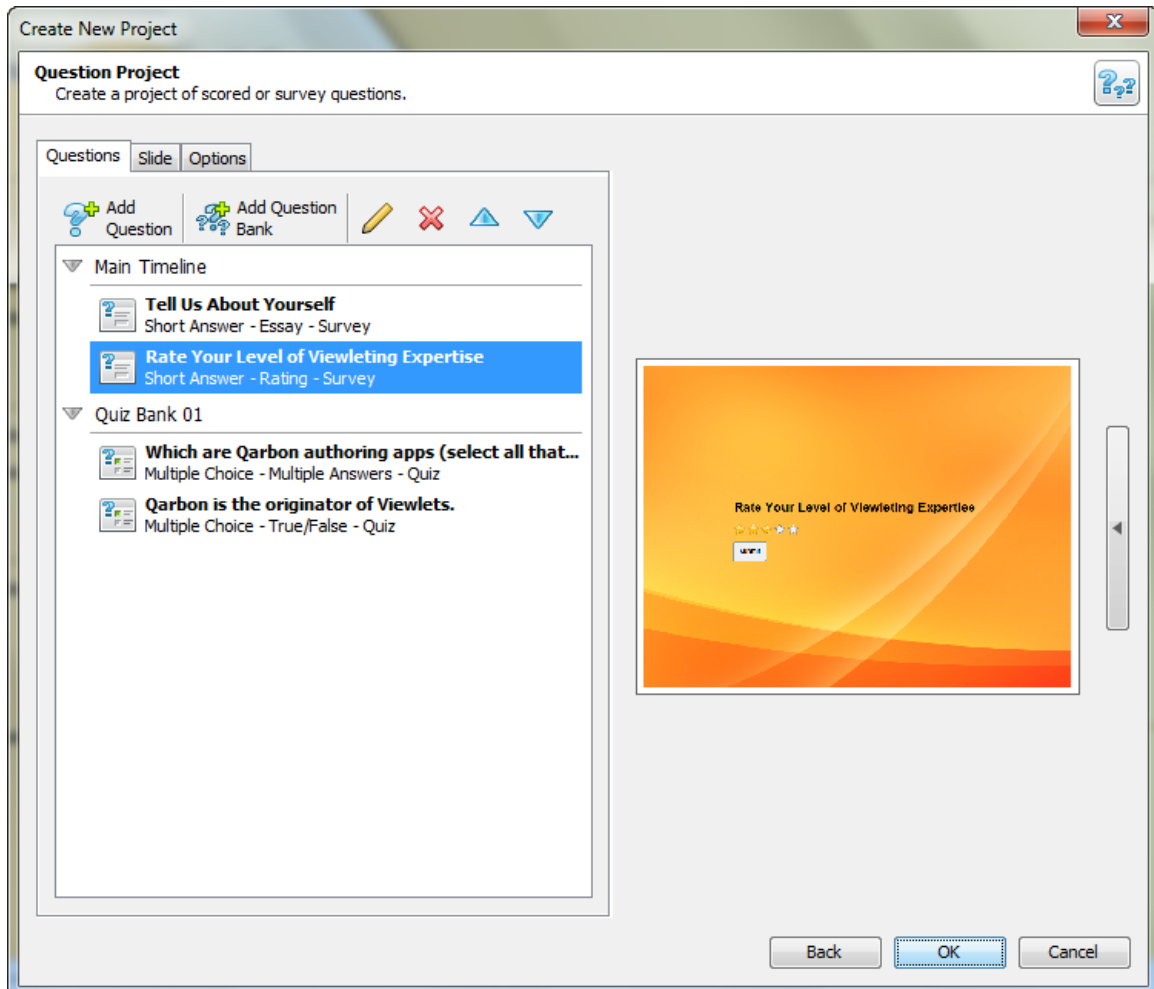 Create New Project
Question Project
Create a project of scored or survey questions.
Questions
Slide
Options
Add
Question
Add Question
Bank
Main Timeline
Tell Us About Yourself
Short Answer - Essay - Survey
Rate Your Level of Viewleting Expertise
Short Answer - Rating - Survey
Quiz Bank 01
Which are Qarbon authoring apps (select all that...
Multiple Choice - Multiple Answers - Quiz
Qarbon is the originator of Viewlets.
Multiple Choice - True/False - Quiz
Rate Your Level of Viewleting Expertise
Back
OK
Cancel